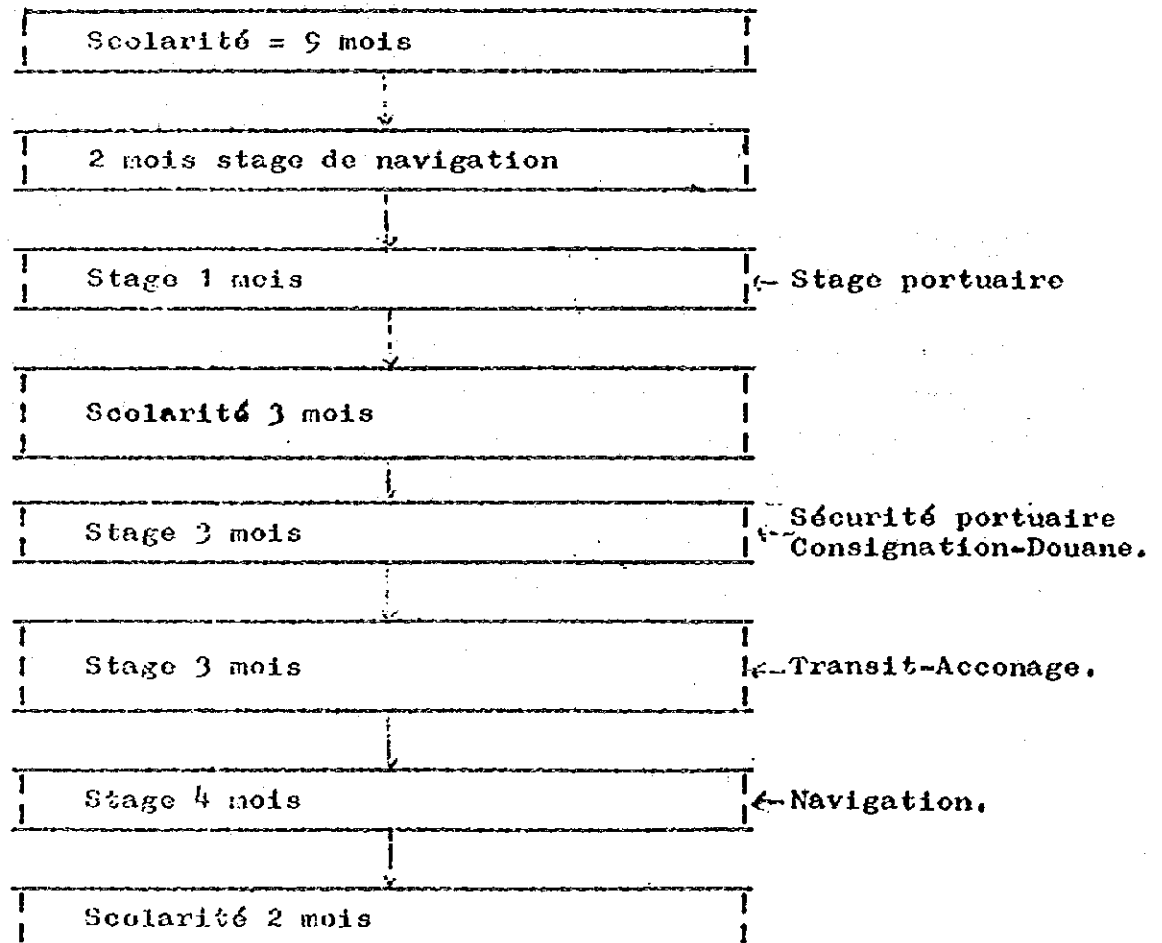 Scolarité = 9 mois
2 mois stage de navigation
Stage 1 mois
Stage portuaire
Scolarité 3 mois
Stage 3 mois
Sécurité portuaire
Consignation-Douane.
Stage 3 mois
Transit-Acconage.
Stage 4 mois
Navigation.
Scolarité 2 mois